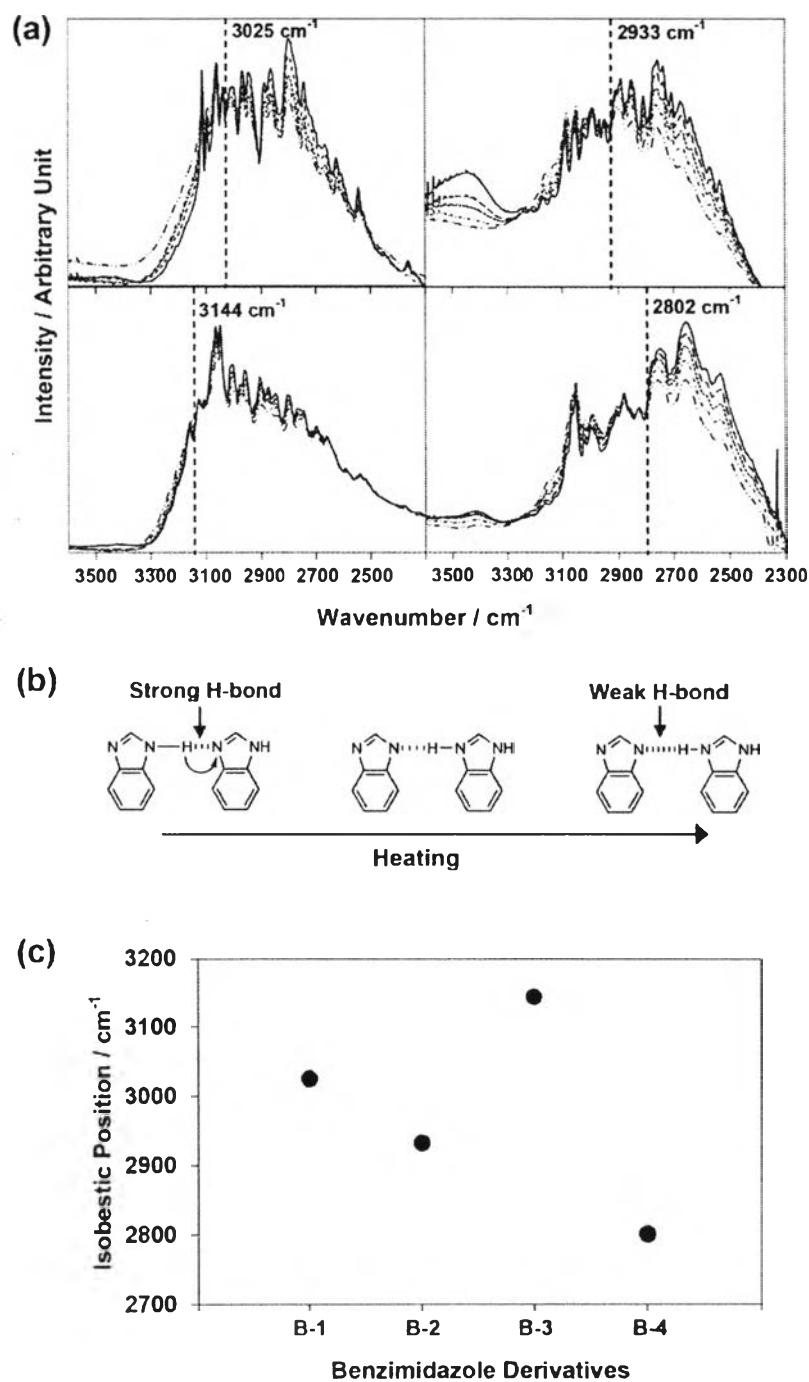 (a)
3025 cm⁻¹
2933 cm⁻¹
Intensity / Arbitrary Unit
3144 cm⁻¹
2802 cm⁻¹
3500 3300 3100 2900 2700 2500 3500 3300 3100 2900 2700 2500 2300
Wavenumber / cm⁻¹
(b)
Strong H-bond
Weak H-bond
N N H N NH
N N H N NH
N N H N NH
Heating
(c)
Isobestic Position / cm⁻¹
3200
3100
3000
2900
2800
2700
B-1 B-2 B-3 B-4
Benzimidazole Derivatives